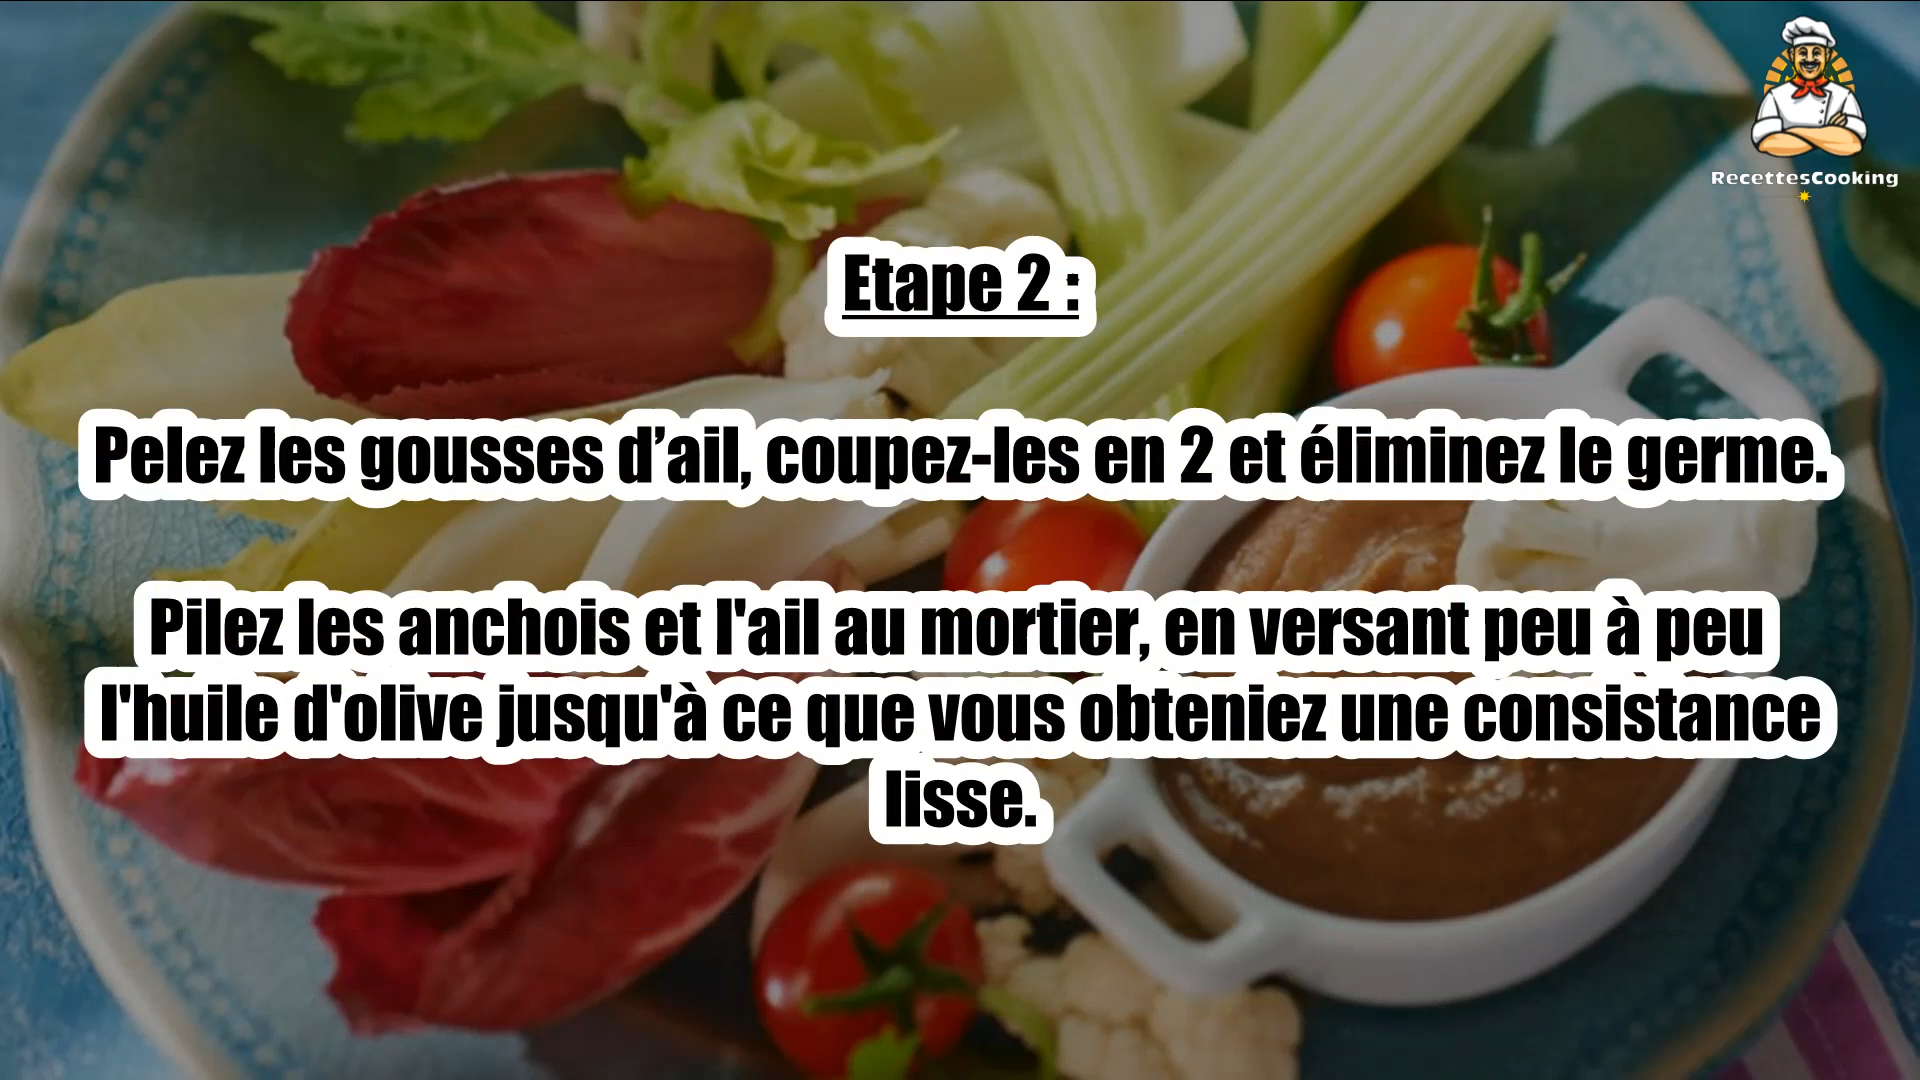 RecettesCooking
Etape 2 :
Pelez les gousses d’ail, coupez-les en 2 et éliminez le germe.
Pilez les anchois et l'ail au mortier, en versant peu à peu
l'huile d'olive jusqu'à ce que vous obteniez une consistance
lisse.